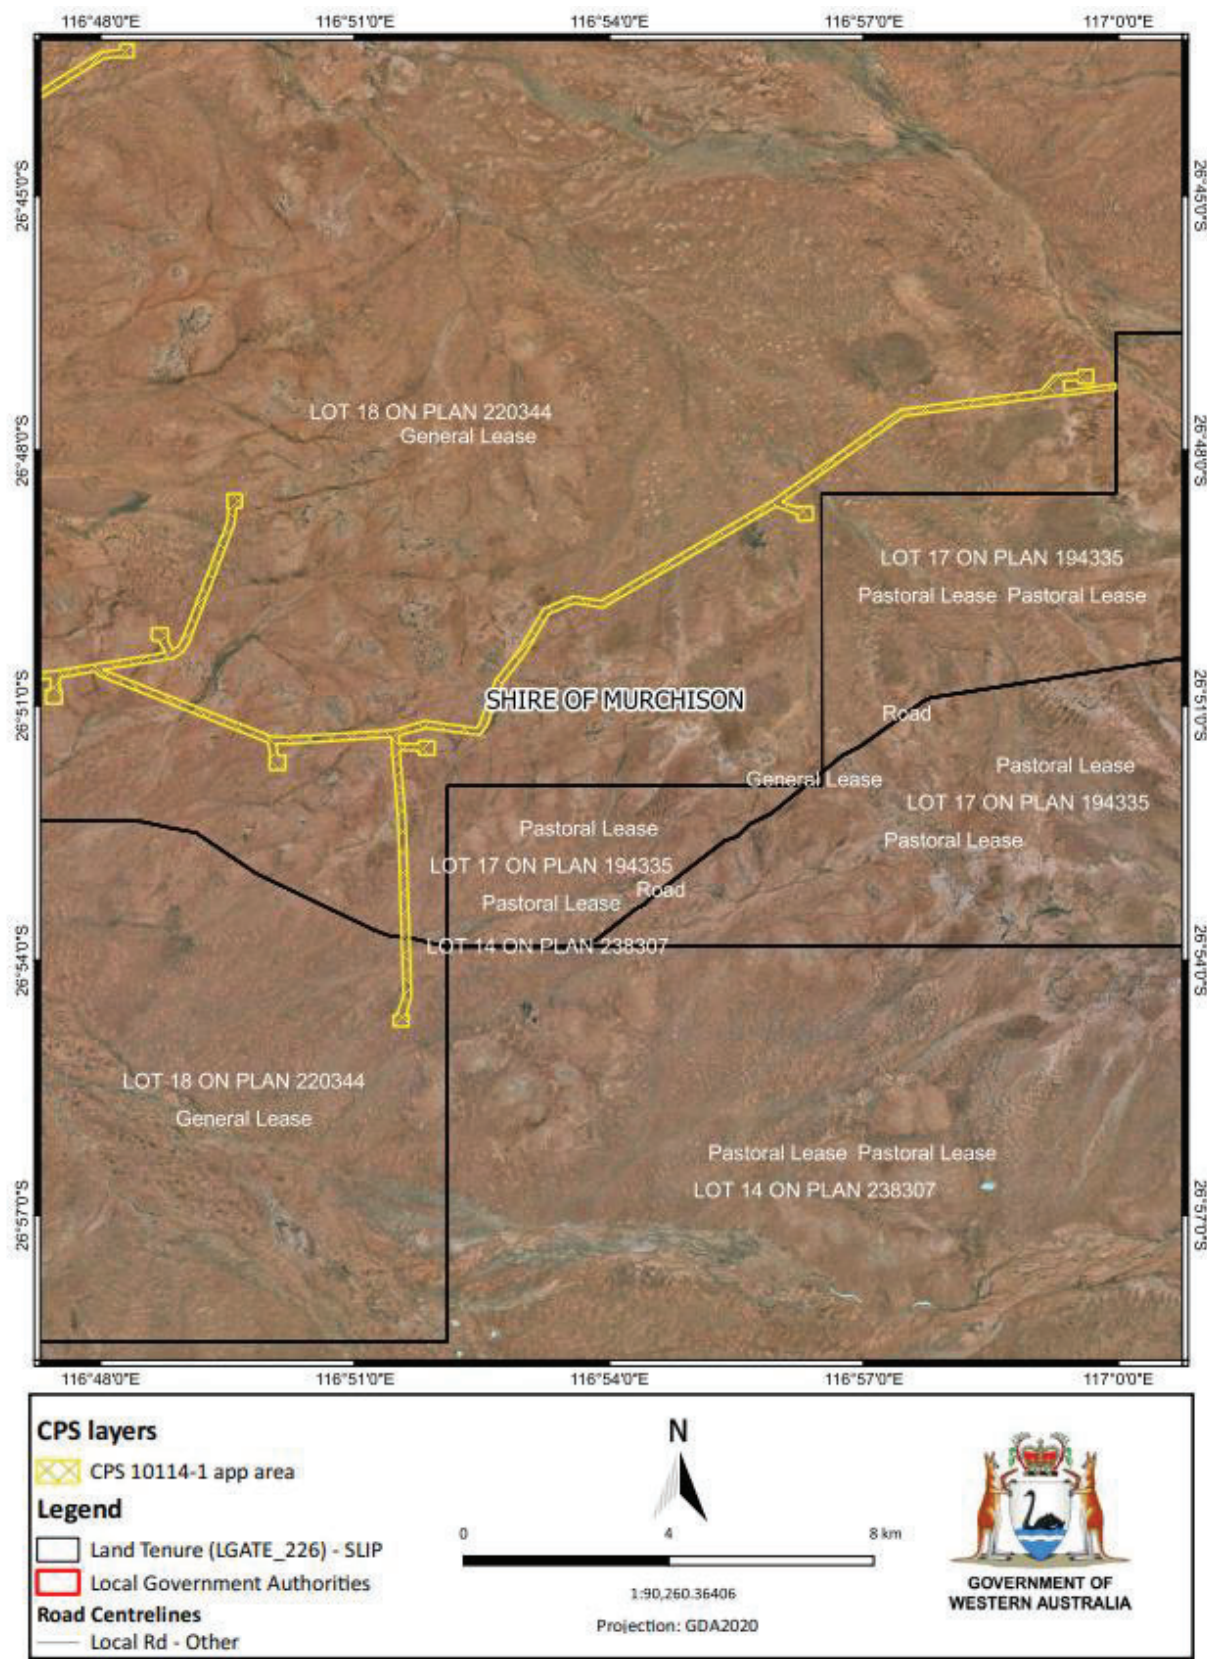 116°48'0"E 116°51'0"E 116°54'0"E 116°57'0"E 117°0'0"E
26°45'0"S 26°45'0"S
LOT 18 ON PLAN 220344
General Lease
26°48'0"S 26°48'0"S
LOT 17 ON PLAN 194335
Pastoral Lease Pastoral Lease
SHIRE OF MURCHISON
26°51'0"S 26°51'0"S
Road
Pastoral Lease
General Lease
LOT 17 ON PLAN 194335
Pastoral Lease
Pastoral Lease
LOT 17 ON PLAN 194335
Road
Pastoral Lease
LOT 14 ON PLAN 238307
26°54'0"S 26°54'0"S
LOT 18 ON PLAN 220344
General Lease
Pastoral Lease Pastoral Lease
LOT 14 ON PLAN 238307
26°57'0"S 26°57'0"S
116°48'0"E 116°51'0"E 116°54'0"E 116°57'0"E 117°0'0"E
CPS layers
CPS 10114-1 app area
Legend
Land Tenure (LGATE_226) - SLIP
Local Government Authorities
Road Centrelines
Local Rd - Other
N
0 4 8 km
1:90,260.36406
Projection: GDA2020
GOVERNMENT OF
WESTERN AUSTRALIA